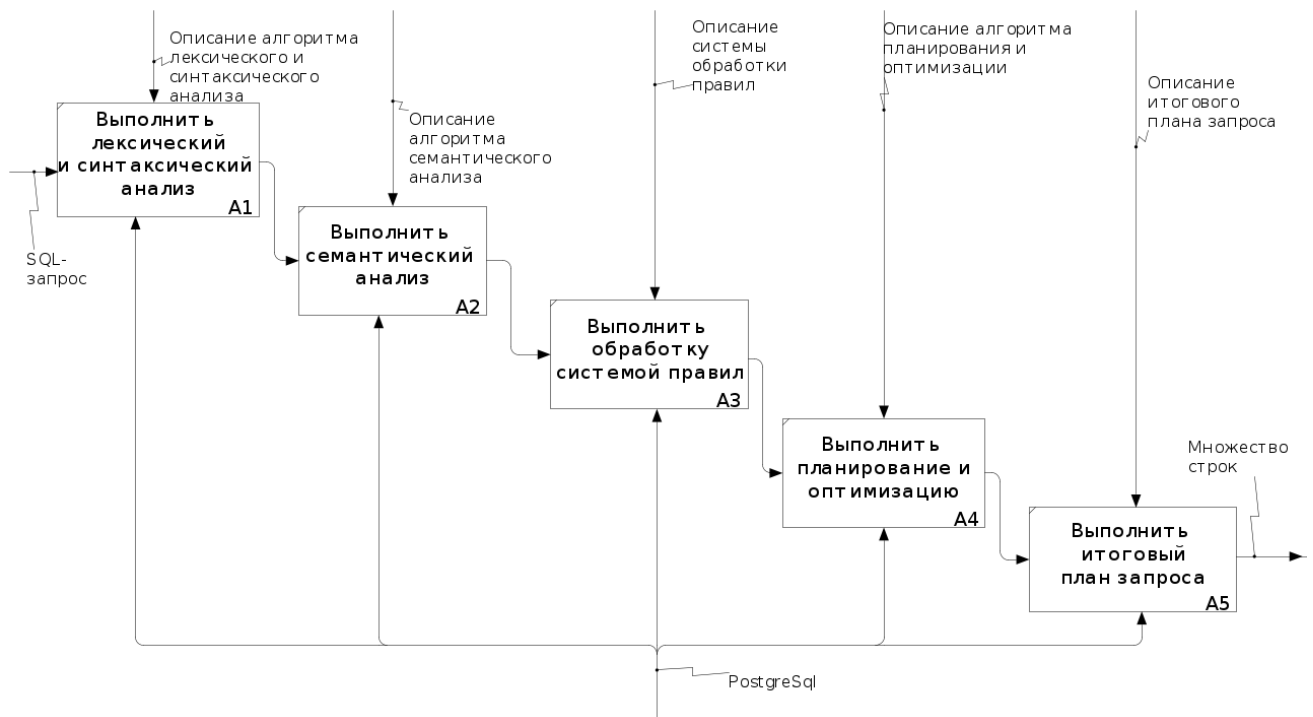 Описание алгоритма
лексического и
синтаксического
анализа
Выполнить
лексический
и синтаксический
анализ
A1
SQL-
запрос
Описание
алгоритма
семантического
анализа
Выполнить
семантический
анализ
A2
Описание
системы
обработки
правил
Выполнить
обработку
системой правил
A3
Описание алгоритма
планирования и
оптимизации
Выполнить
планирование и
оптимизацию
A4
Описание
итогового
плана запроса
Выполнить
итоговый
план запроса
A5
Множество
строк
PostgreSql